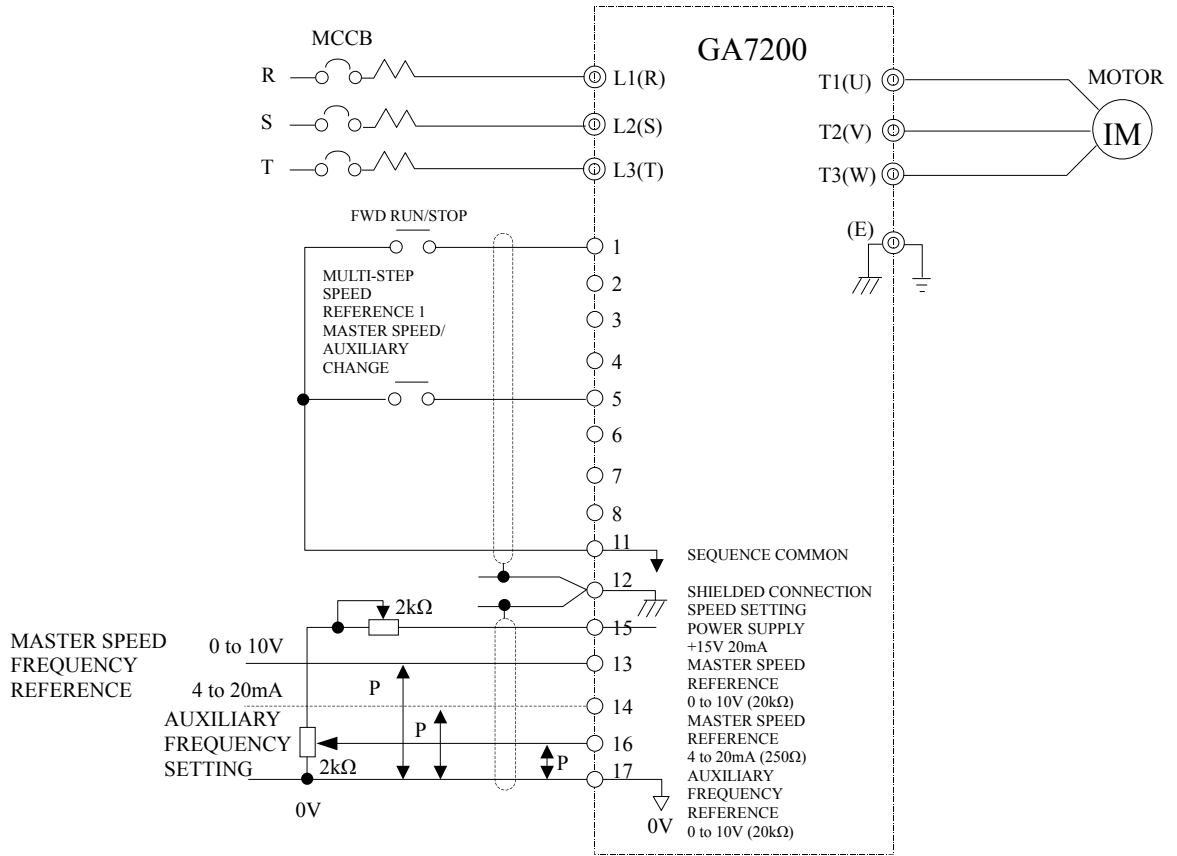 MCCB
GA7200
R
L1(R)
T1(U)
MOTOR
S
L2(S)
T2(V)
IM
T
L3(T)
T3(W)
FWD RUN/STOP
(E)
1
MULTI-STEP
SPEED
REFERENCE 1
MASTER SPEED/
AUXILIARY
CHANGE
2
3
4
5
6
7
8
11
SEQUENCE COMMON
12
SHIELDED CONNECTION
2kΩ
15
SPEED SETTING
POWER SUPPLY
+15V 20mA
MASTER SPEED
FREQUENCY
REFERENCE
0 to 10V
13
MASTER SPEED
REFERENCE
0 to 10V (20kΩ)
P
4 to 20mA
14
MASTER SPEED
REFERENCE
4 to 20mA (250Ω)
AUXILIARY
FREQUENCY
SETTING
P
16
P
2kΩ
17
AUXILIARY
FREQUENCY
REFERENCE
0 to 10V (20kΩ)
0V
0V